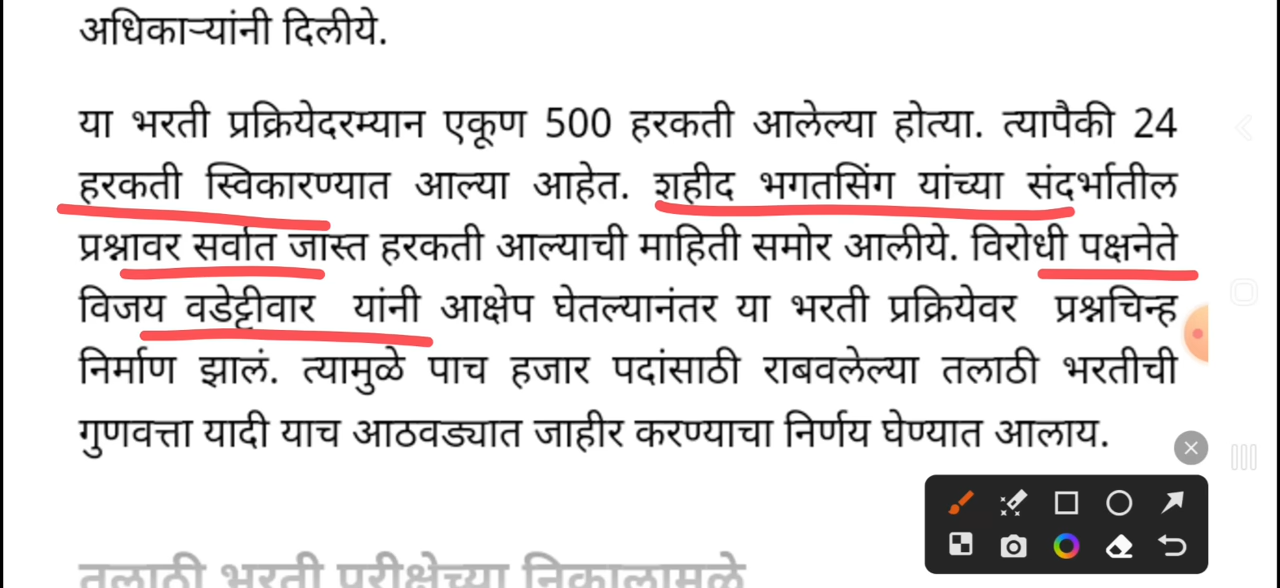 अधिकाऱ्यांनी दिलीये.
या भरती प्रक्रियेदरम्यान एकूण 500 हरकती आलेल्या होत्या. त्यापैकी 24
हरकती स्विकारण्यात आल्या आहेत. शहीद भगतसिंग यांच्या संदर्भातील
प्रश्नावर सर्वात जास्त हरकती आल्याची माहिती समोर आलीये. विरोधी पक्षनेते
विजय वडेट्टीवार यांनी आक्षेप घेतल्यानंतर या भरती प्रक्रियेवर प्रश्नचिन्ह
निर्माण झालं. त्यामुळे पाच हजार पदांसाठी राबवलेल्या तलाठी भरतीची
गुणवत्ता यादी याच आठवड्यात जाहीर करण्याचा निर्णय घेण्यात आलाय.
तलाठी भरती परीक्षेच्या निकालामुळे